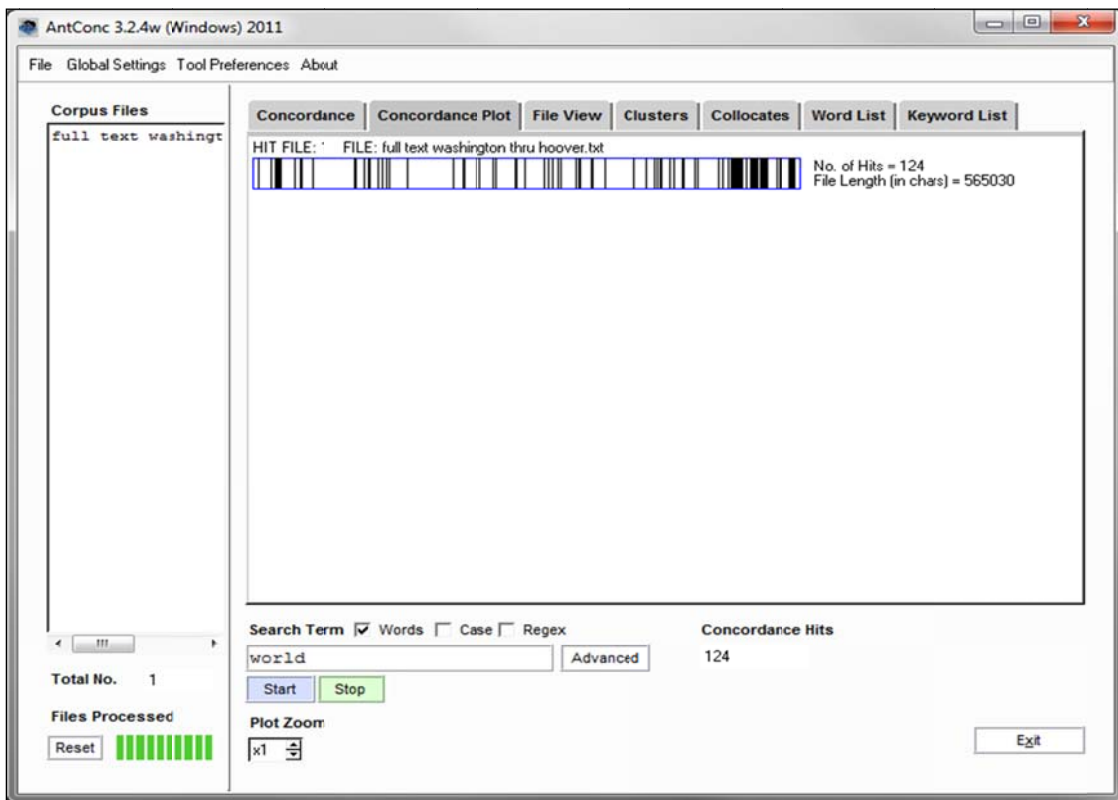 AntConc 3.2.4w (Windows) 2011
File Global Settings Tool Preferences About
Corpus Files
full text washingt
Concordance Concordance Plot File View Clusters Collocates Word List Keyword List
HIT FILE: ' FILE: full text washington thru hoover.txt
No. of Hits = 124
File Length (in chars) = 565030
Search Term Words Case Regex
Concordance Hits
world
Advanced
124
Total No. 1
Start Stop
Files Processed
Plot Zoom
Reset
x1
Exit